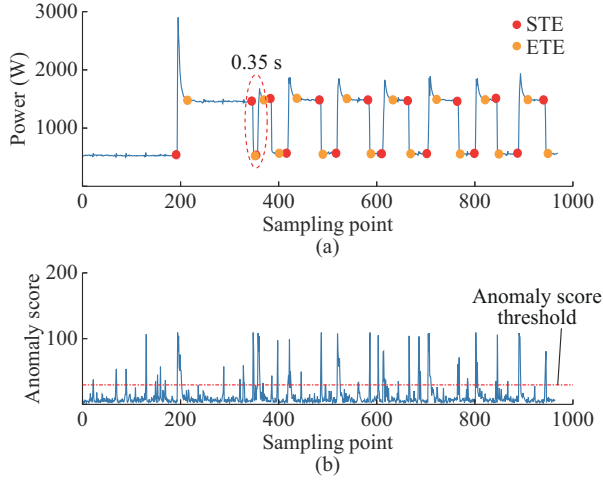 3000
2000
1000
Power (W)
STE
ETE
0.35 s
0 200 400 600 800 1000
Sampling point
(a)
200
100
Anomaly score
Anomaly score
threshold
0 200 400 600 800 1000
Sampling point
(b)